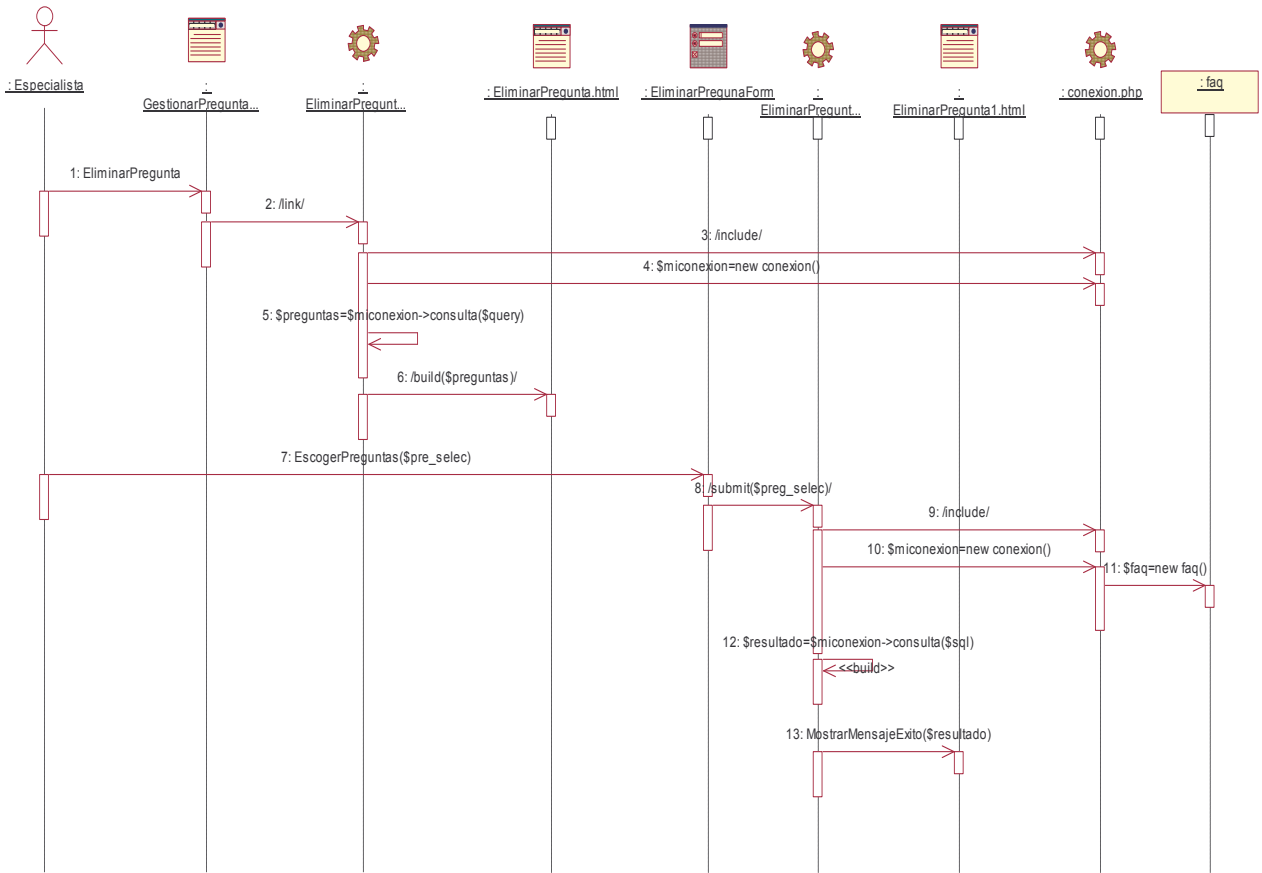 : Especialista
:
GestionarPregunta...
:
EliminarPregunt...
: EliminarPregunta.html
: EliminarPregunaForm
:
EliminarPregunt...
:
EliminarPregunta1.html
: conexion.php
: faq
1: EliminarPregunta
2: /link/
3: /include/
4: $miconexion=new conexion()
5: $preguntas=$miconexion->consulta($query)
6: /build($preguntas)/
7: EscogerPreguntas($pre_selec)
8: /submit($preg_selec)/
9: /include/
10: $miconexion=new conexion()
11: $faq=new faq()
12: $resultado=$miconexion->consulta($sql)
<<build>>
13: MostrarMensajeExito($resultado)